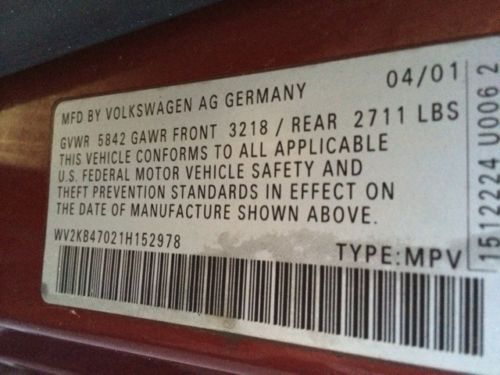 04/01
MFD BY VOLKSWAGEN AG GERMANY
GVWR 5842 GAWR FRONT 3218 / REAR 2711 LBS
THIS VEHICLE CONFORMS TO ALL APPLICABLE
U.S. FEDERAL MOTOR VEHICLE SAFETY AND
THEFT PREVENTION STANDARDS IN EFFECT ON
THE DATE OF MANUFACTURE SHOWN ABOVE.
WV2KB47021H152978
TYPE:MPV
15122224 U006 2